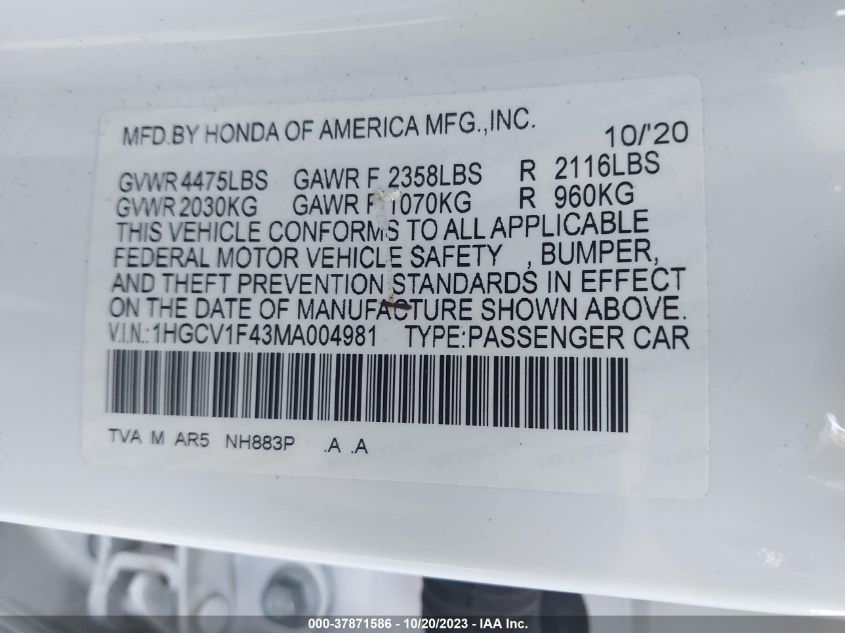 MFD.BY HONDA OF AMERICA MFG.,INC. 10/'20
GVWR 4475LBS GAWR F 2358LBS R 2116LBS
GVWR 2030KG GAWR F 1070KG R 960KG
THIS VEHICLE CONFORMS TO ALL APPLICABLE
FEDERAL MOTOR VEHICLE SAFETY , BUMPER,
AND THEFT PREVENTION STANDARDS IN EFFECT
ON THE DATE OF MANUFACTURE SHOWN ABOVE.
V.I.N.:1HGCV1F43MA004981 TYPE:PASSENGER CAR
TVA M AR5 NH883P .A .A
000-37871586 - 10/20/2023 - IAA Inc.